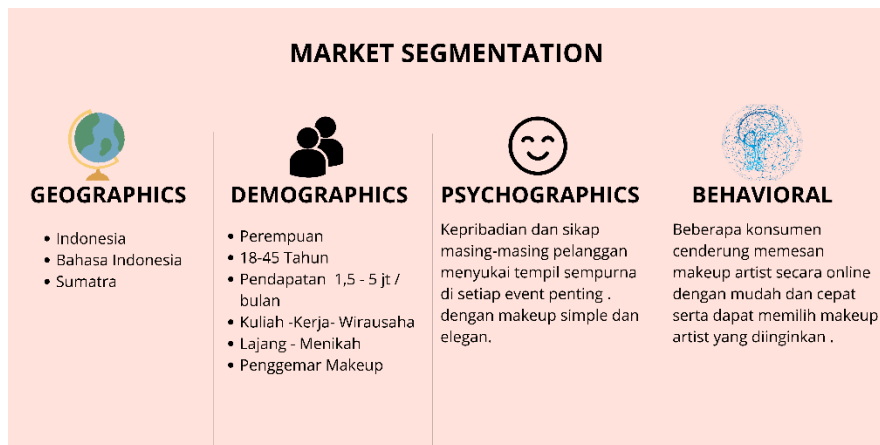 MARKET SEGMENTATION
GEOGRAPHICS
• Indonesia
• Bahasa Indonesia
• Sumatra
DEMOGRAPHICS
• Perempuan
• 18-45 Tahun
• Pendapatan 1,5 - 5 jt /
bulan
• Kuliah -Kerja- Wirausaha
• Lajang - Menikah
• Penggemar Makeup
PSYCHOGRAPHICS
Kepribadian dan sikap
masing-masing pelanggan
menyukai tempil sempurna
di setiap event penting .
dengan makeup simple dan
elegan.
BEHAVIORAL
Beberapa konsumen
cenderung memesan
makeup artist secara online
dengan mudah dan cepat
serta dapat memilih makeup
artist yang diinginkan .